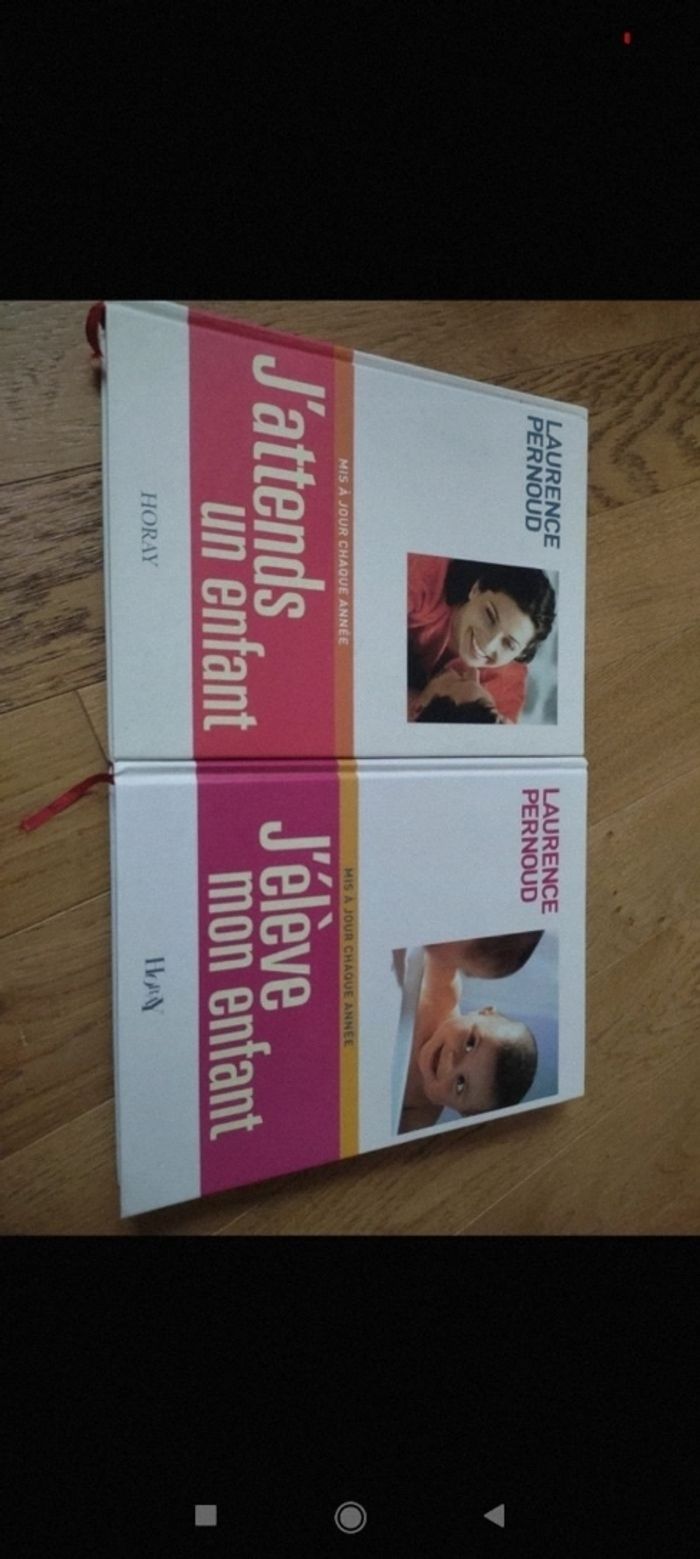 LAURENCE
PERNOUD
MIS À JOUR CHAQUE ANNÉE
J'attends
un enfant
HORAY
LAURENCE
PERNOUD
MIS À JOUR CHAQUE ANNÉE
J'élève
mon enfant
HORAY